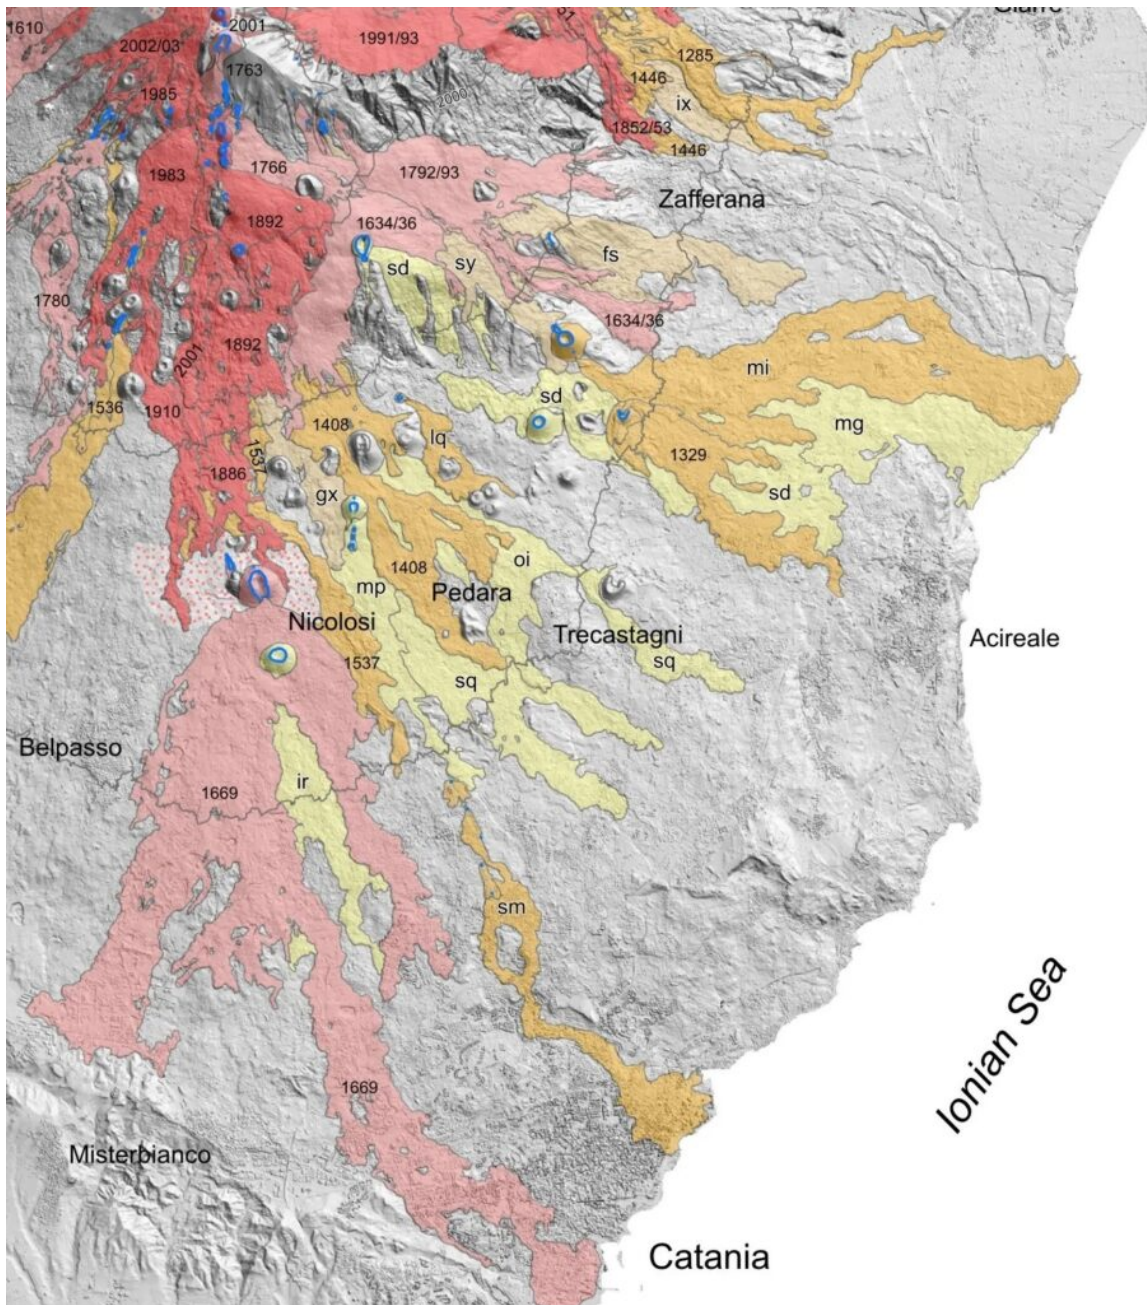 1610
2001
1991/93
51
Giarre
2002/03
1285
1763
1446
1985
2000
ix
1852/53
1446
1766
1792/93
1983
Zafferana
1892
1634/36
fs
sd
sy
1780
1634/36
2001
1892
mi
1536
1910
sd
1408
mg
lq
1537
1329
1886
gx
sd
oi
1408
mp
Pedara
Nicolosi
Trecastagni
Acireale
1537
sq
sq
Belpasso
ir
1669
sm
Ionian Sea
1669
Misterbianco
Catania